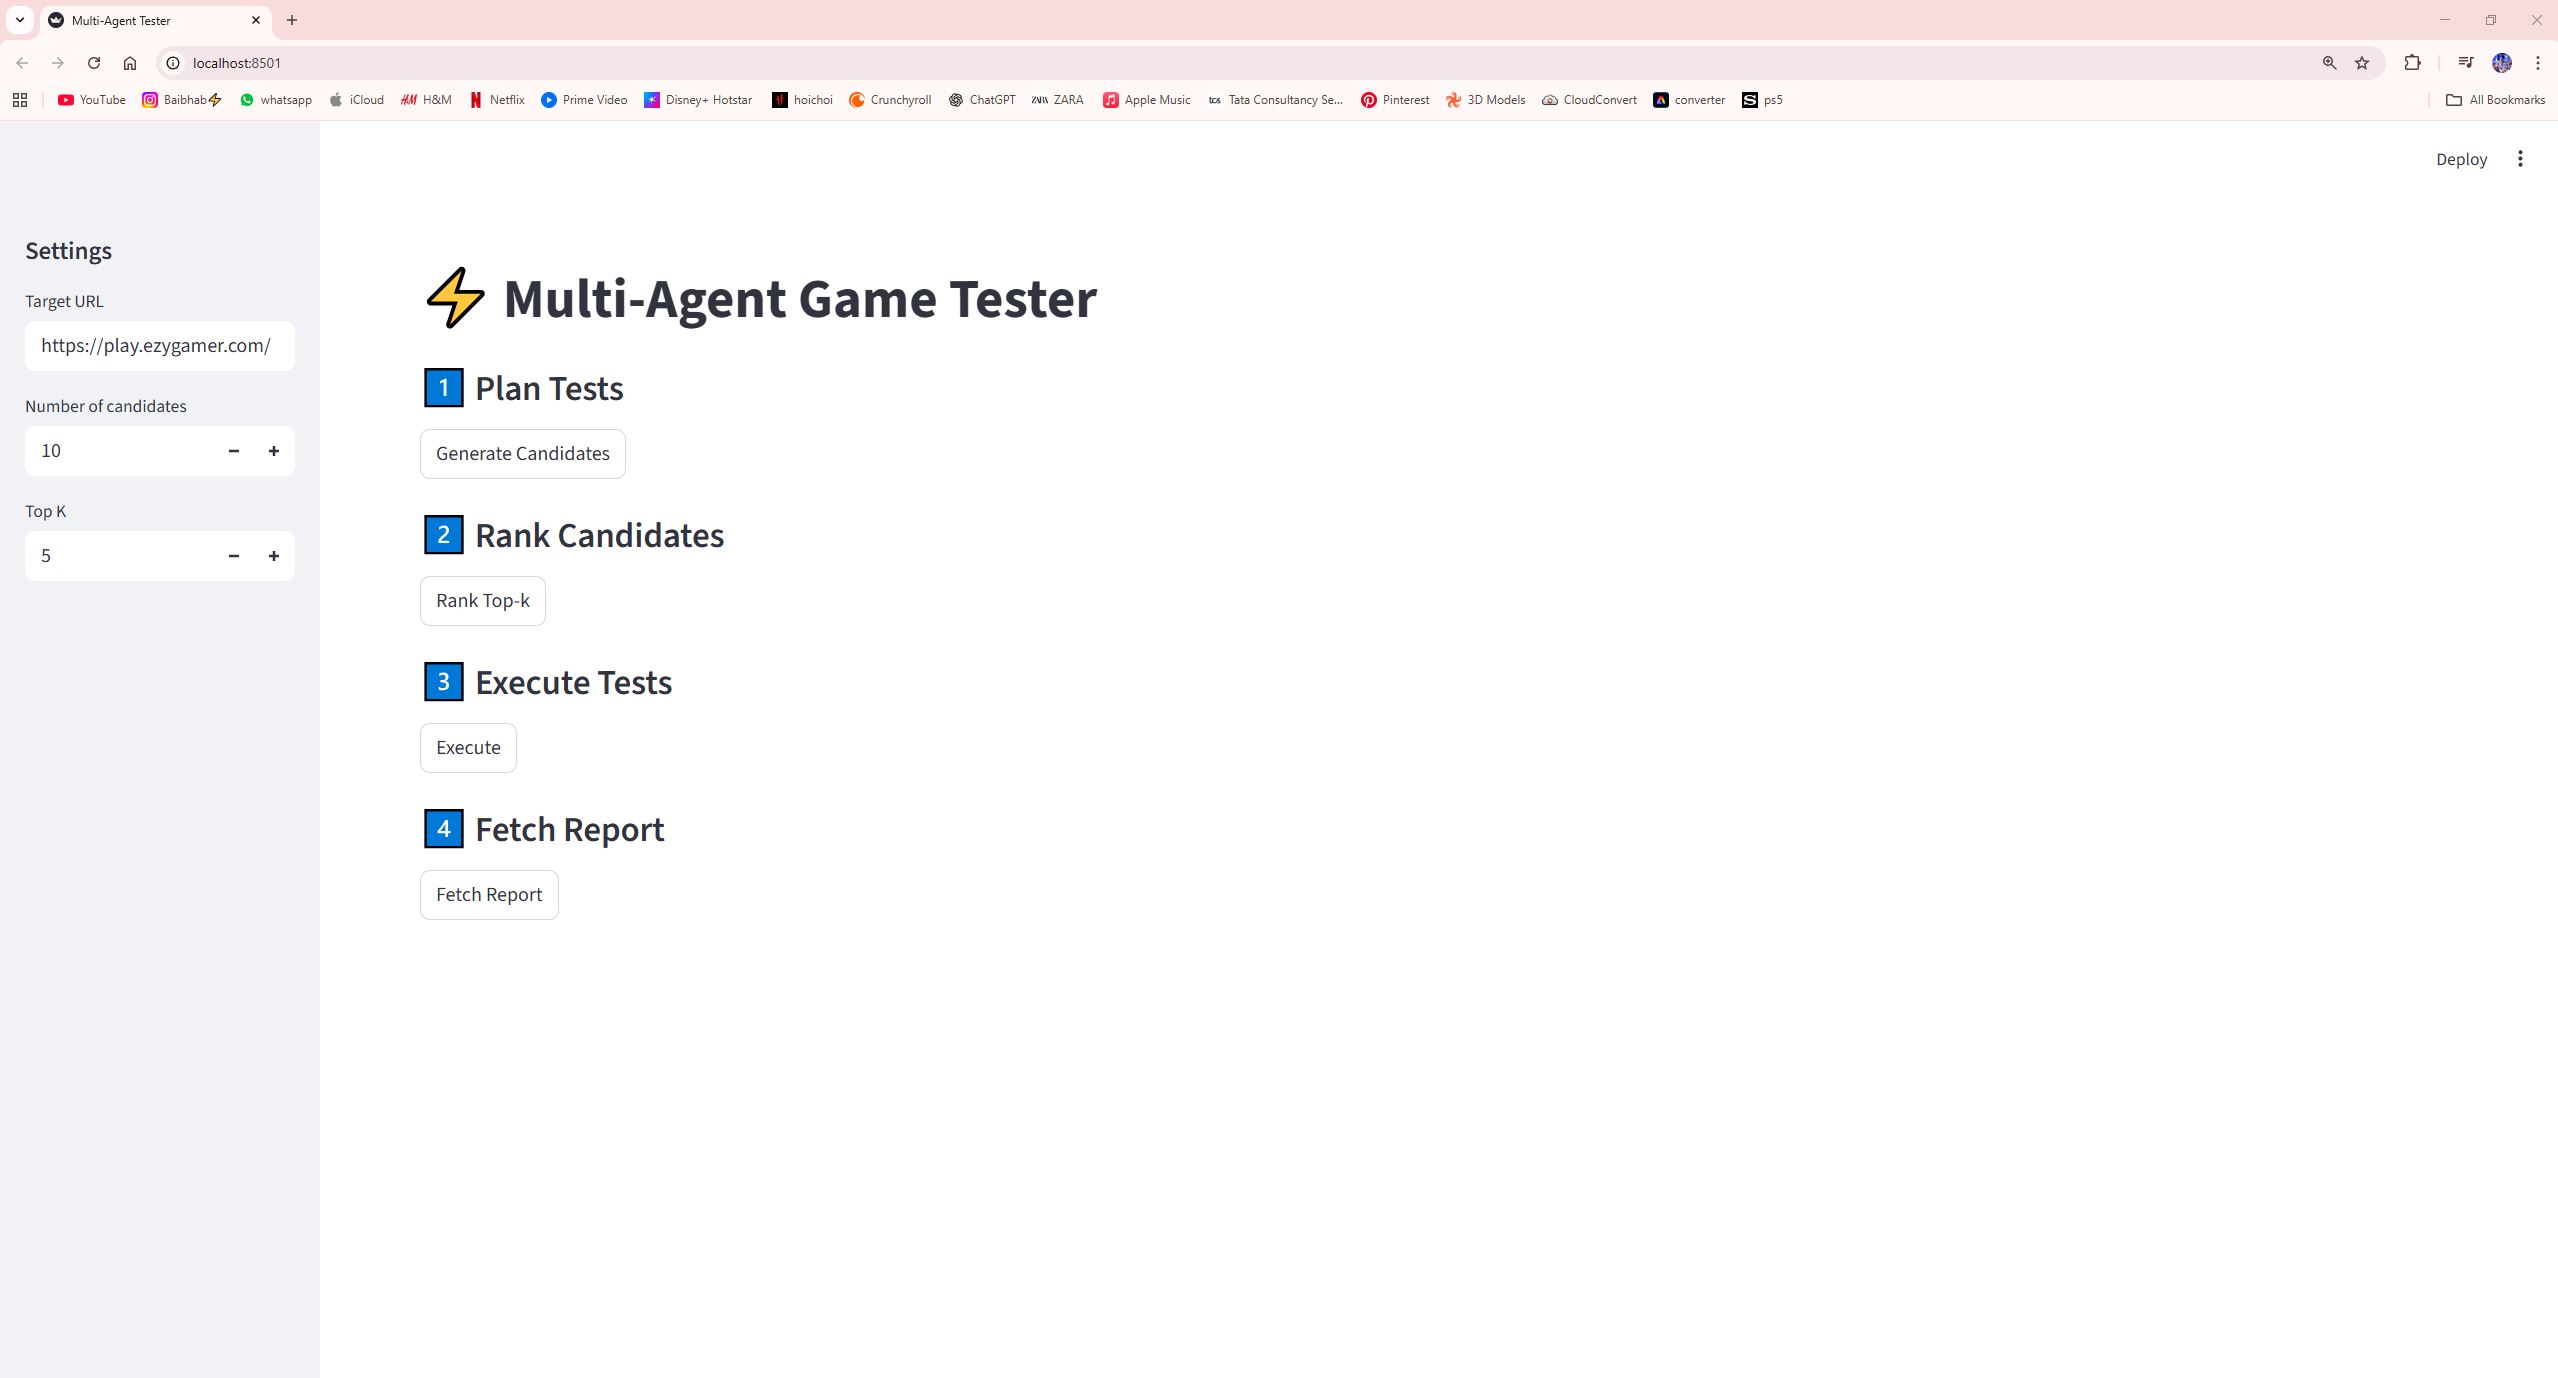 Multi-Agent Tester
localhost:8501
YouTube Baibhab⚡ whatsapp iCloud H&M Netflix Prime Video Disney+ Hotstar hoichoi Crunchyroll ChatGPT ZARA ZARA Apple Music tcs Tata Consultancy Se... Pinterest 3D Models CloudConvert converter ps5 All Bookmarks
Deploy
Settings
Target URL
https://play.ezygamer.com/
Number of candidates
10 − +
Top K
5 − +
⚡ Multi-Agent Game Tester
1 Plan Tests
Generate Candidates
2 Rank Candidates
Rank Top-k
3 Execute Tests
Execute
4 Fetch Report
Fetch Report